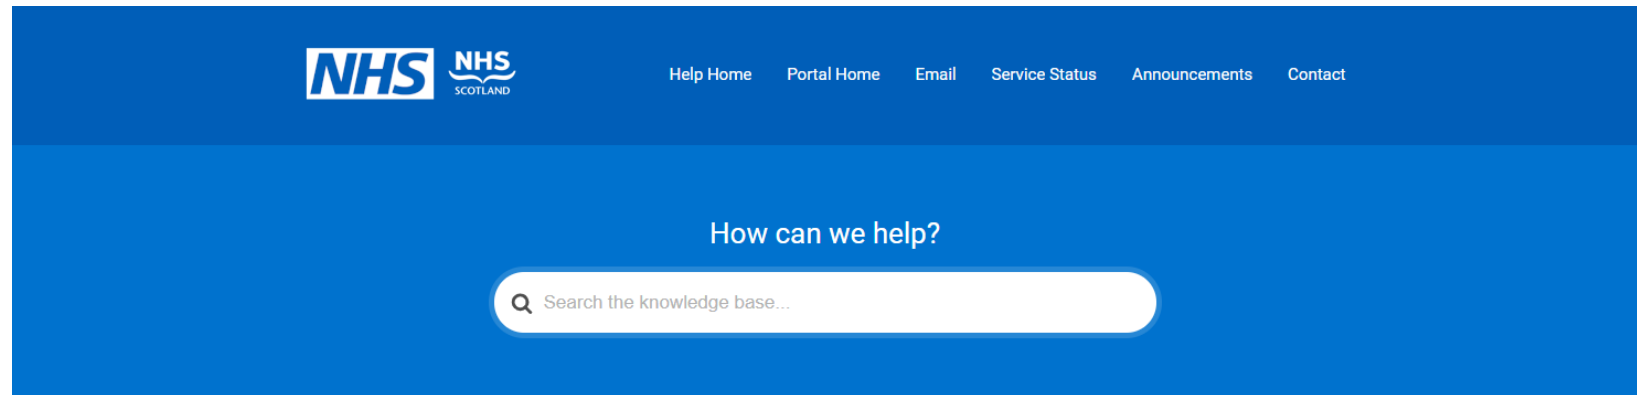 NHS
NHS
SCOTLAND
Help Home Portal Home Email Service Status Announcements Contact
How can we help?
Search the knowledge base...